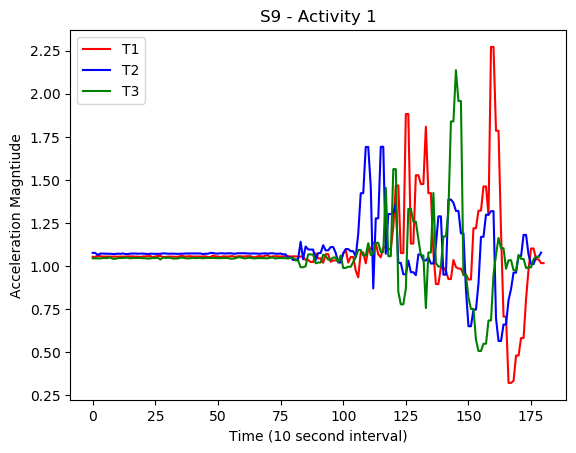 S9 - Activity 1
T1
T2
T3
2.25
2.00
1.75
1.50
1.25
1.00
0.75
0.50
0.25
Acceleration Magntiude
0
25
50
75
100
125
150
175
Time (10 second interval)